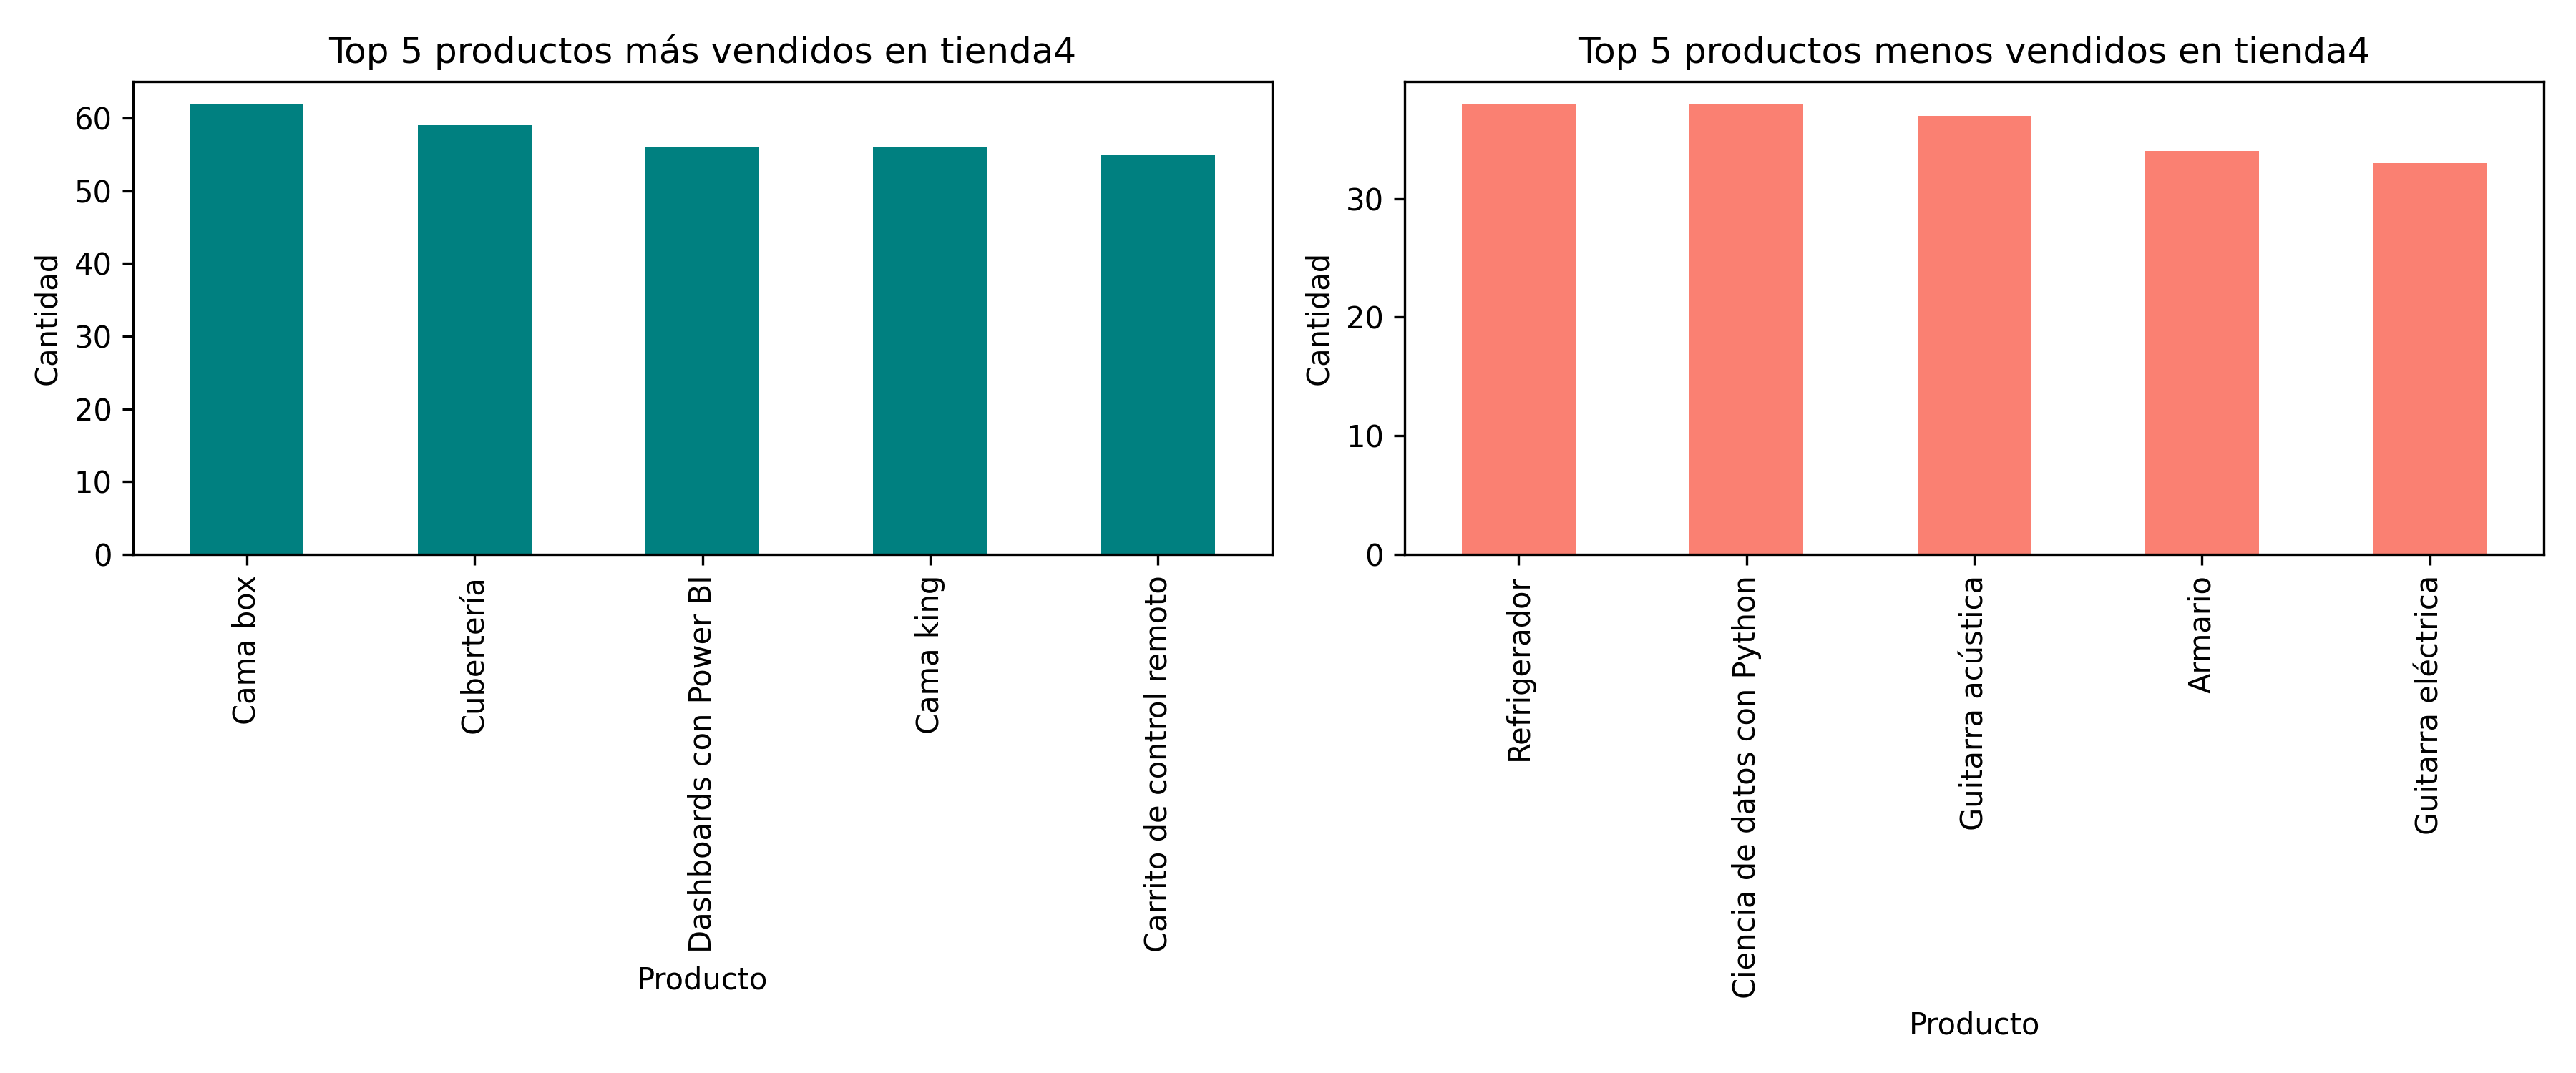 Top 5 productos más vendidos en tienda4
Cantidad
60
50
40
30
20
10
0
Cama box
Cubertería
Dashboards con Power BI
Cama king
Carrito de control remoto
Producto
Top 5 productos menos vendidos en tienda4
Cantidad
30
20
10
0
Refrigerador
Ciencia de datos con Python
Guitarra acústica
Armario
Guitarra eléctrica
Producto